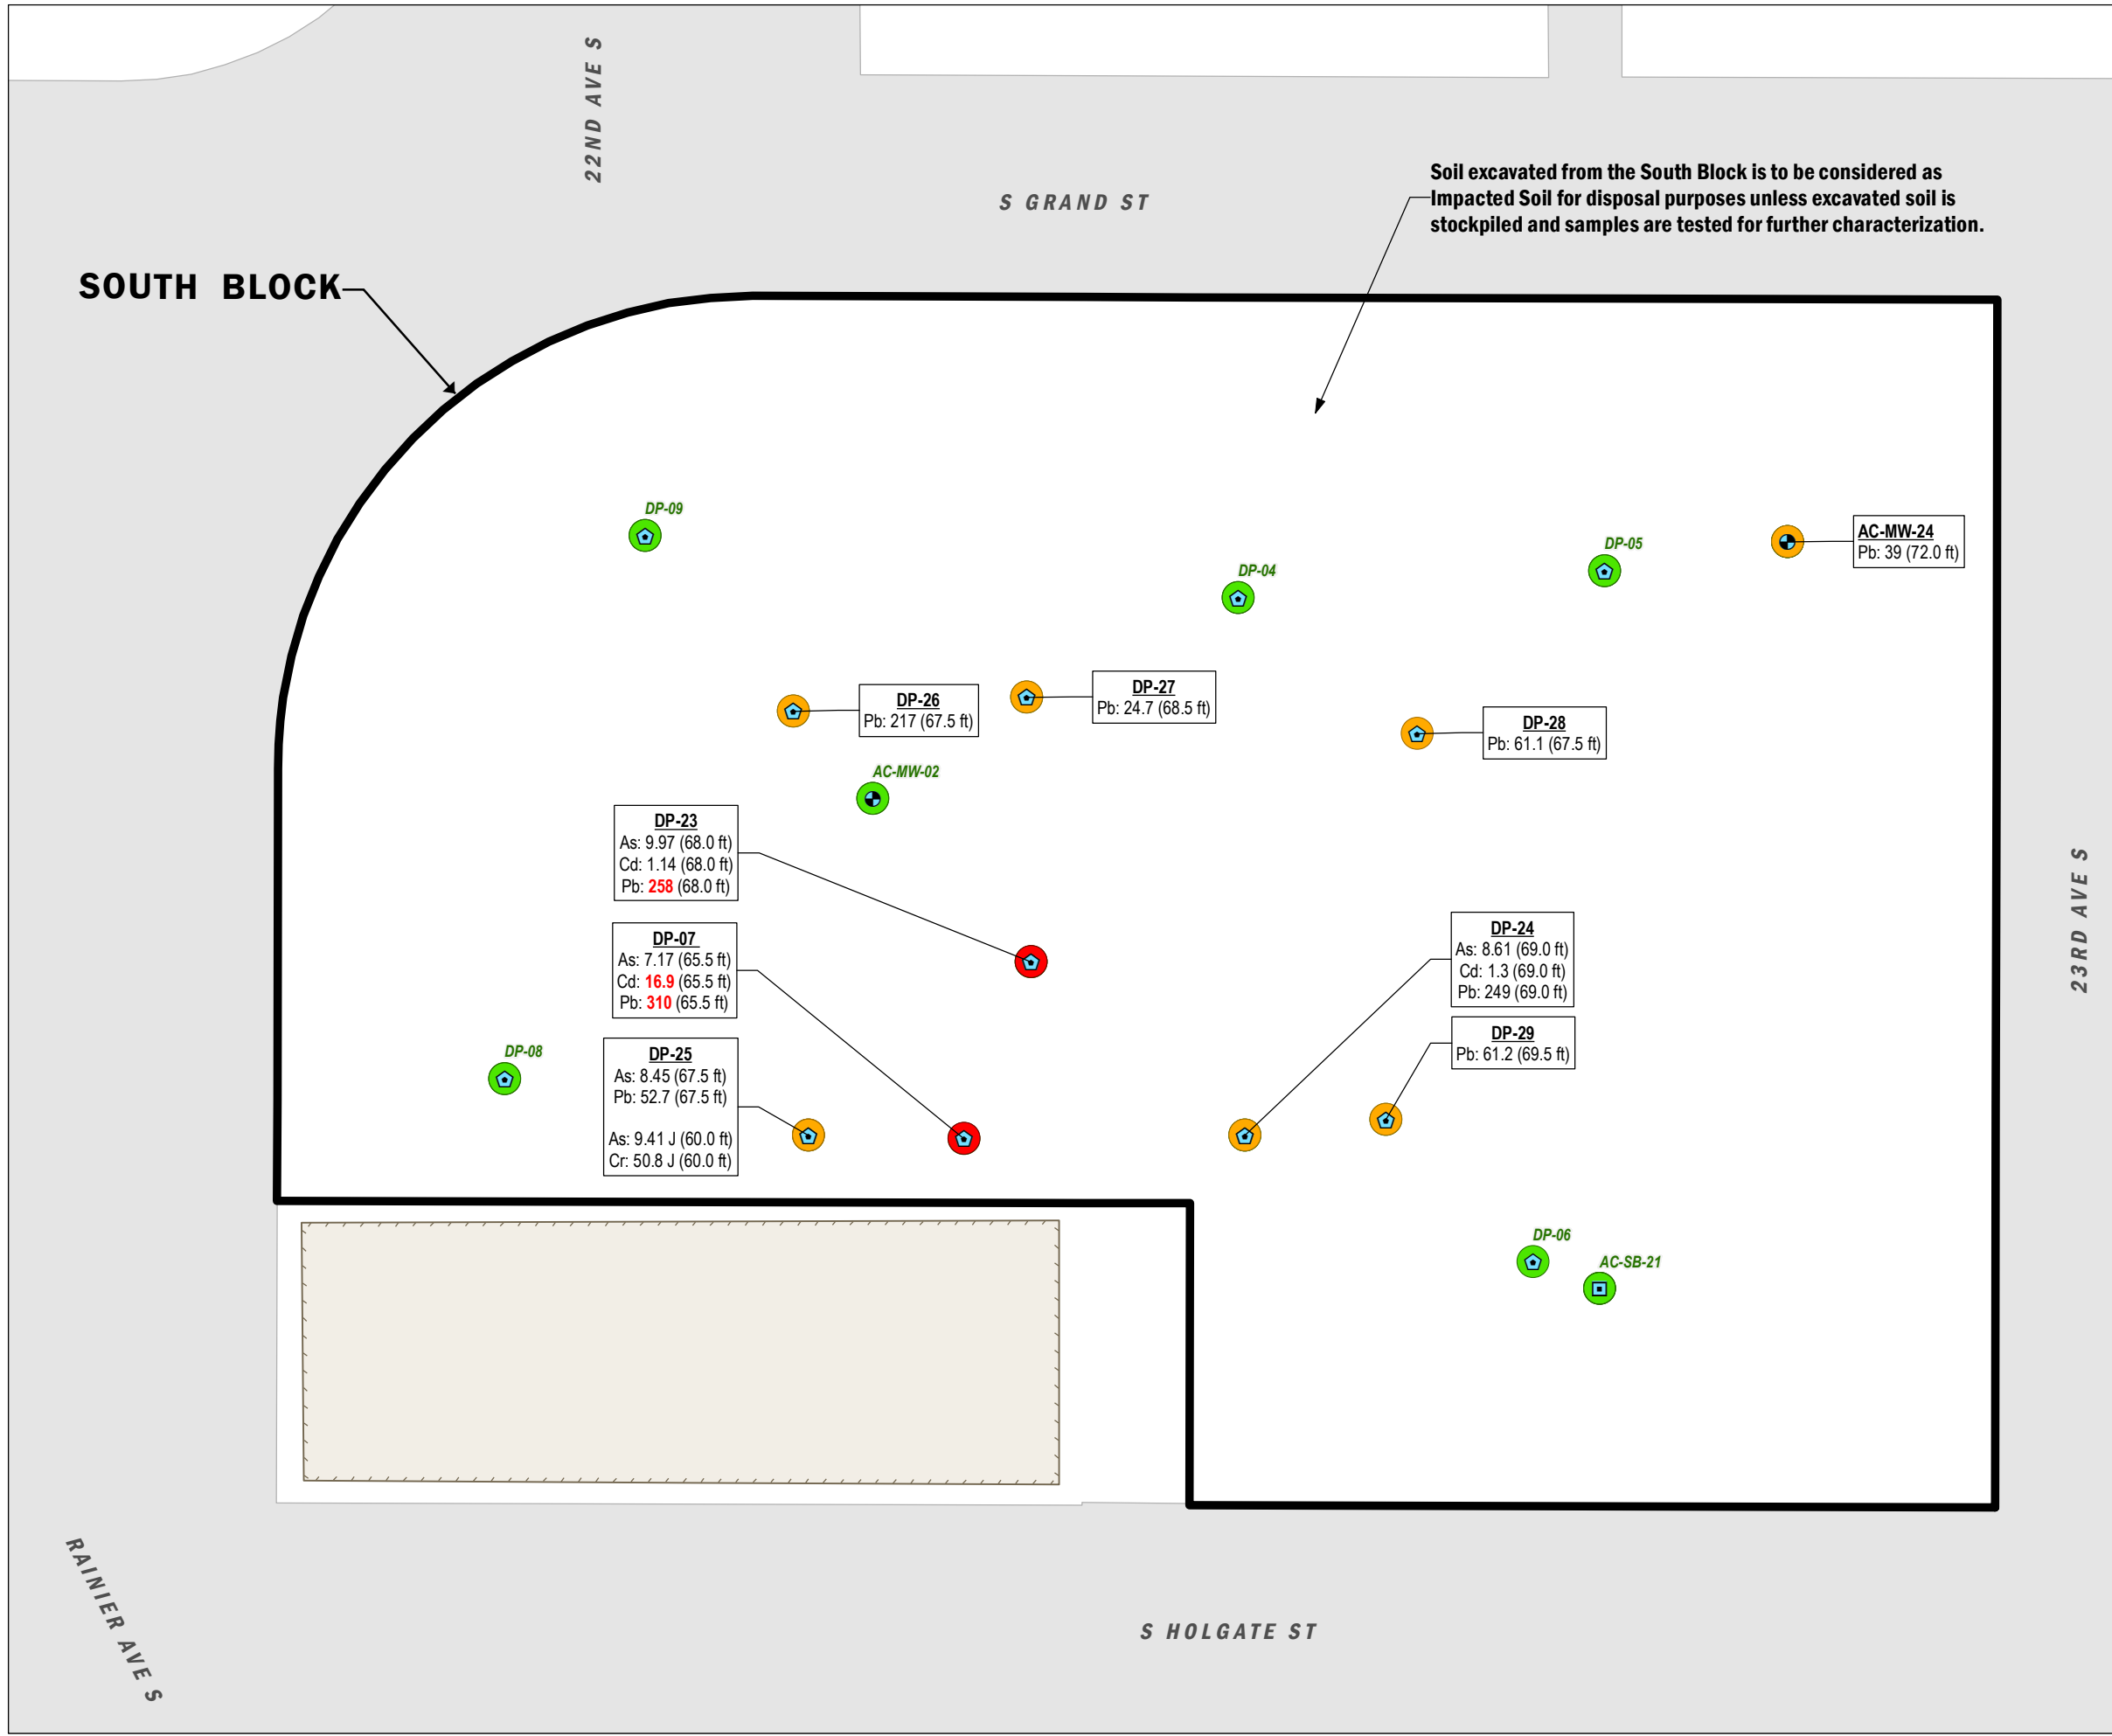 22ND AVE S
S GRAND ST
Soil excavated from the South Block is to be considered as
Impacted Soil for disposal purposes unless excavated soil is
stockpiled and samples are tested for further characterization.
SOUTH BLOCK
DP-09
DP-04
DP-05
AC-MW-24
Pb: 39 (72.0 ft)
DP-26
Pb: 217 (67.5 ft)
DP-27
Pb: 24.7 (68.5 ft)
DP-28
Pb: 61.1 (67.5 ft)
AC-MW-02
DP-23
As: 9.97 (68.0 ft)
Cd: 1.14 (68.0 ft)
Pb: 258 (68.0 ft)
DP-07
As: 7.17 (65.5 ft)
Cd: 16.9 (65.5 ft)
Pb: 310 (65.5 ft)
DP-24
As: 8.61 (69.0 ft)
Cd: 1.3 (69.0 ft)
Pb: 249 (69.0 ft)
23RD AVE S
DP-29
Pb: 61.2 (69.5 ft)
DP-08
DP-25
As: 8.45 (67.5 ft)
Pb: 52.7 (67.5 ft)
As: 9.41 J (60.0 ft)
Cr: 50.8 J (60.0 ft)
DP-06
AC-SB-21
RAINIER AVE S
S HOLGATE ST